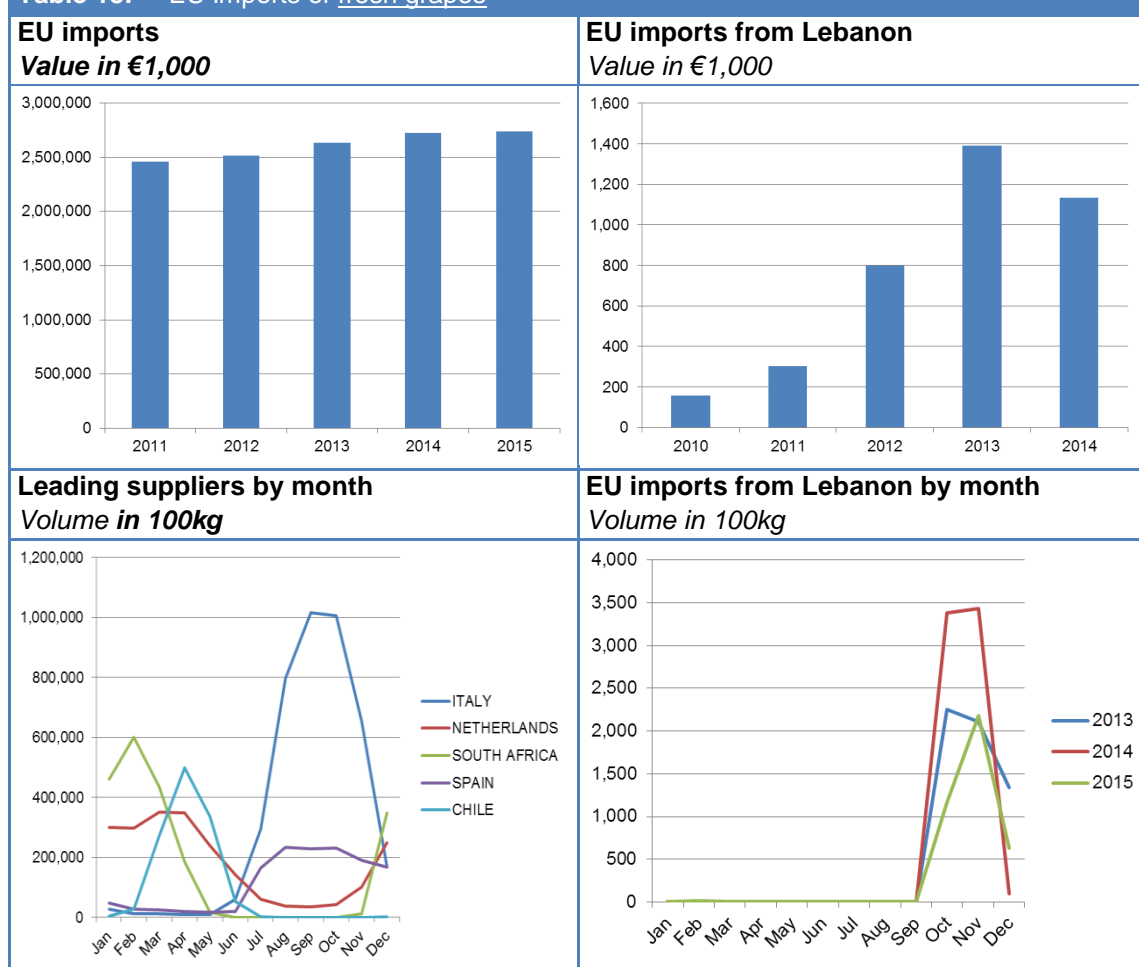 Table 18. EU imports of fresh grapes
EU imports
Value in €1,000
EU imports from Lebanon
Value in €1,000
3,000,000
2,500,000
2,000,000
1,500,000
1,000,000
500,000
0
2011 2012 2013 2014 2015
1,600
1,400
1,200
1,000
800
600
400
200
0
2010 2011 2012 2013 2014
Leading suppliers by month
Volume in 100kg
EU imports from Lebanon by month
Volume in 100kg
1,200,000
1,000,000
800,000
600,000
400,000
200,000
0
Jan Feb Mar Apr May Jun Jul Aug Sep Oct Nov Dec
ITALY
NETHERLANDS
SOUTH AFRICA
SPAIN
CHILE
4,000
3,500
3,000
2,500
2,000
1,500
1,000
500
0
Jan Feb Mar Apr May Jun Jul Aug Sep Oct Nov Dec
2013
2014
2015